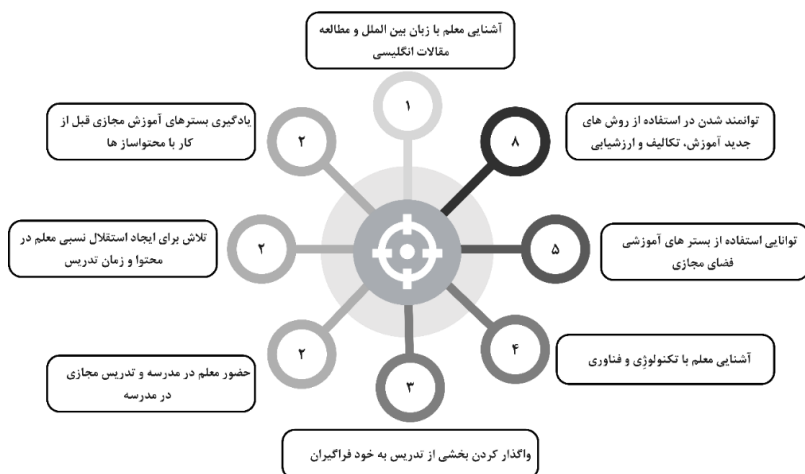 آشنایی معلم با زبان بین الملل و مطالعه
مقالات انگلیسی
۱
توانمند شدن در استفاده از روش های
جدید آموزش، تکالیف و ارزشیابی
۸
یادگیری بسترهای آموزش مجازی قبل از
کار با محتواساز ها
۲
توانایی استفاده از بستر های آموزشی
فضای مجازی
۵
تلاش برای ایجاد استقلال نسبی معلم در
محتوا و زمان تدریس
۲
آشنایی معلم با تکنولوژِی و فناوری
۴
حضور معلم در مدرسه و تدریس مجازی
در مدرسه
۲
۳
واگذار کردن بخشی از تدریس به خود فراگیران